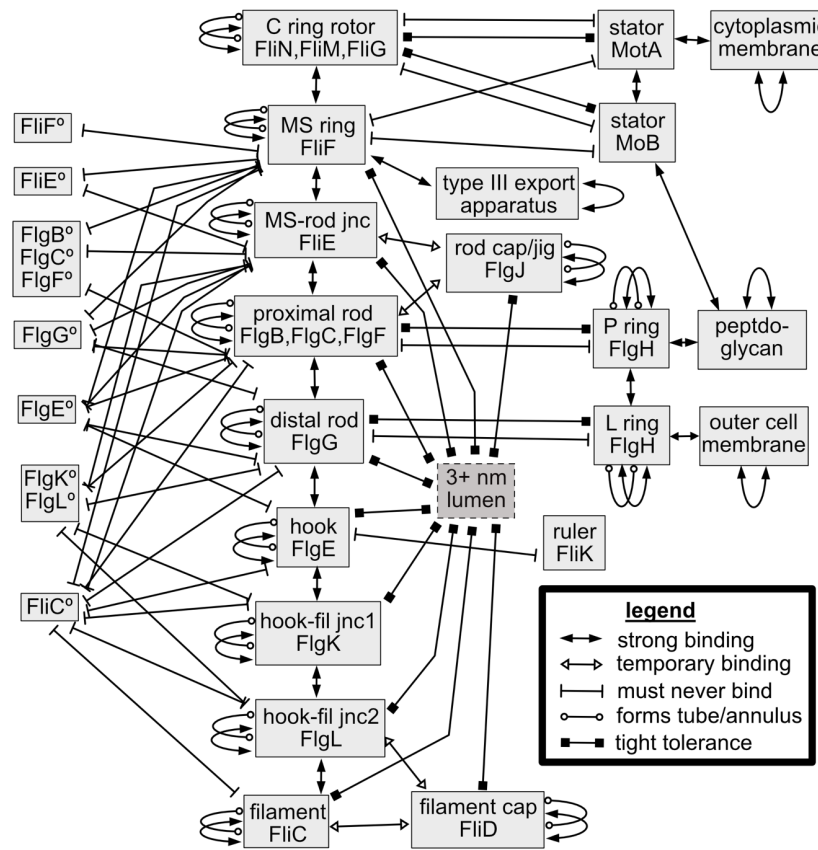 C ring rotor
FliN,FliM,FliG
stator
MotA
cytoplasmic
membrane
FliFº
MS ring
FliF
stator
MoB
FliEº
type III export
apparatus
FlgBº
FlgCº
FlgFº
MS-rod jnc
FliE
rod cap/jig
FlgJ
FlgGº
proximal rod
FlgB,FlgC,FlgF
P ring
FlgH
peptdo-
glycan
FlgEº
distal rod
FlgG
L ring
FlgH
outer cell
membrane
FlgKº
FlgLº
3+ nm
lumen
hook
FlgE
ruler
FliK
FliCº
hook-fil jnc1
FlgK
hook-fil jnc2
FlgL
filament
FliC
filament cap
FliD
legend
strong binding
temporary binding
must never bind
forms tube/annulus
tight tolerance